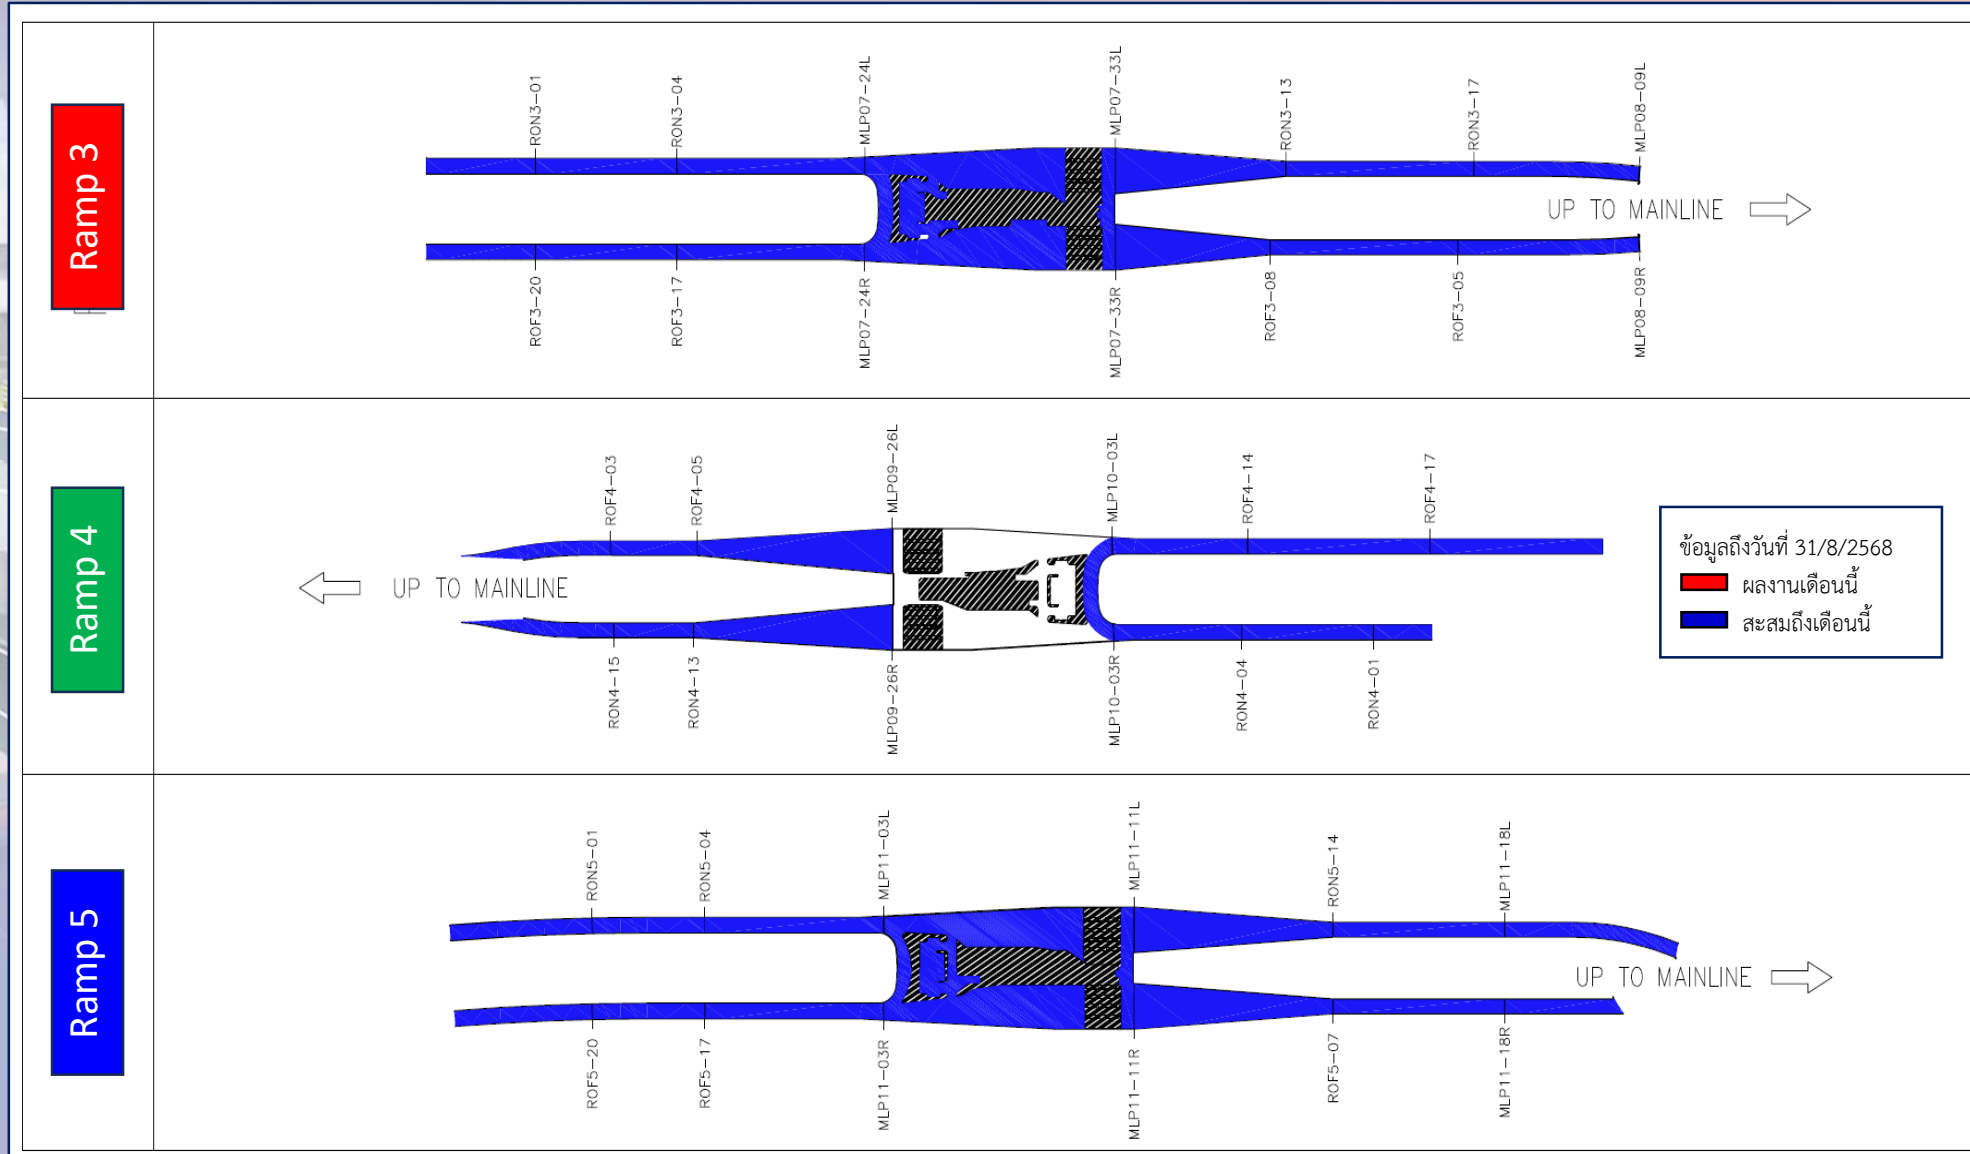 Ramp 3
RON3-01
RON3-04
MLP07-24L
MLP07-33L
RON3-13
RON3-17
MLP08-09L
UP TO MAINLINE
ROF3-20
ROF3-17
MLP07-24R
MLP07-33R
ROF3-08
ROF3-05
MLP08-09R
Ramp 4
ROF4-03
ROF4-05
MLP09-26L
MLP10-03L
ROF4-14
ROF4-17
UP TO MAINLINE
RON4-15
RON4-13
MLP09-26R
MLP10-03R
RON4-04
RON4-01
ข้อมูลถึงวันที่ 31/8/2568
ผลงานเดือนนี้
สะสมถึงเดือนนี้
Ramp 5
RON5-01
RON5-04
MLP11-03L
MLP11-11L
RON5-14
MLP11-18L
UP TO MAINLINE
ROF5-20
ROF5-17
MLP11-03R
MLP11-11R
ROF5-07
MLP11-18R